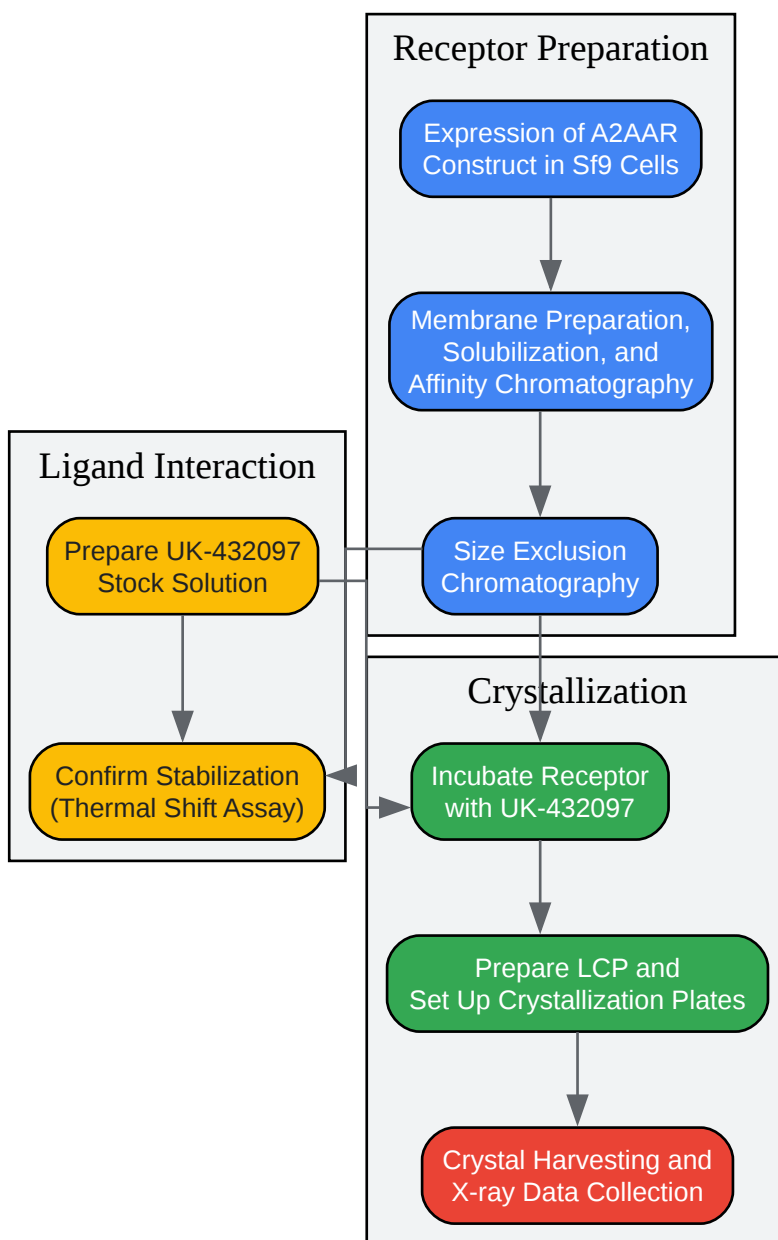 Receptor Preparation
Expression of A2AAR
Construct in Sf9 Cells
Membrane Preparation,
Solubilization, and
Affinity Chromatography
Size Exclusion
Chromatography
Ligand Interaction
Prepare UK-432097
Stock Solution
Confirm Stabilization
(Thermal Shift Assay)
Crystallization
Incubate Receptor
with UK-432097
Prepare LCP and
Set Up Crystallization Plates
Crystal Harvesting and
X-ray Data Collection